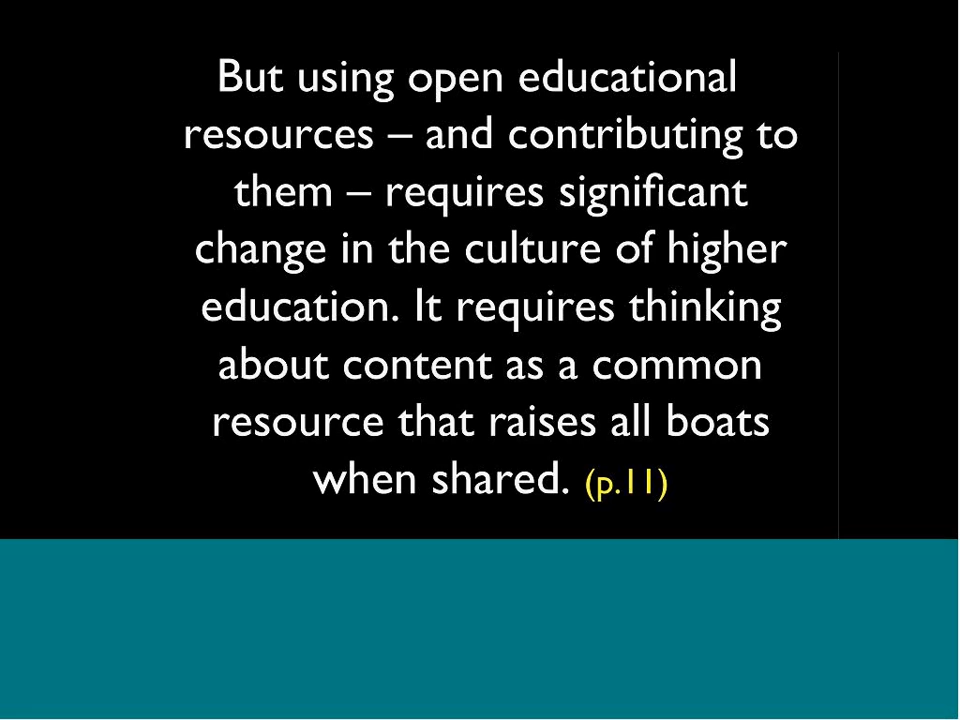 But using open educational
resources – and contributing to
them – requires significant
change in the culture of higher
education. It requires thinking
about content as a common
resource that raises all boats
when shared. (p.11)